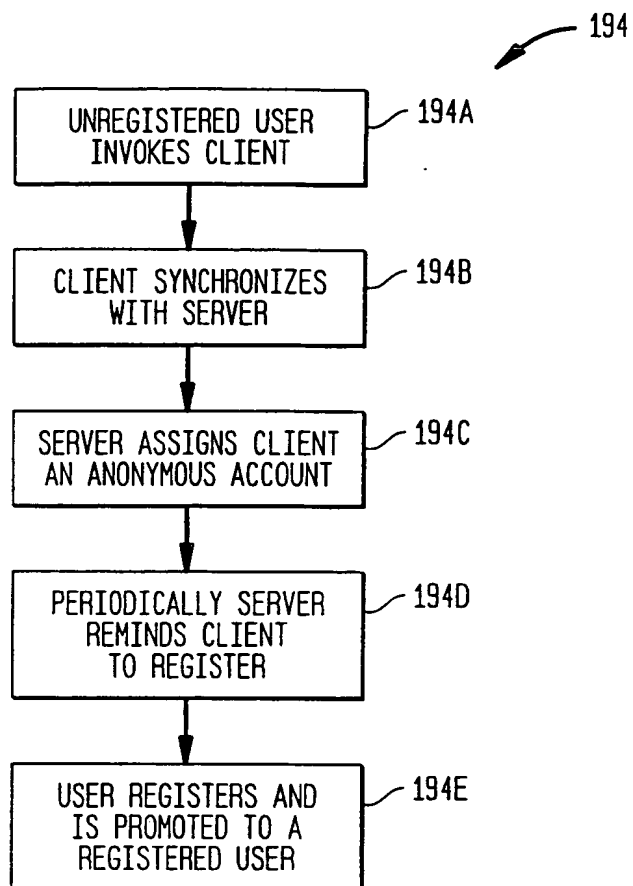 194
UNREGISTERED USER
INVOKES CLIENT
194A
CLIENT SYNCHRONIZES
WITH SERVER
194B
SERVER ASSIGNS CLIENT
AN ANONYMOUS ACCOUNT
194C
PERIODICALLY SERVER
REMINDS CLIENT
TO REGISTER
194D
USER REGISTERS AND
IS PROMOTED TO A
REGISTERED USER
194E